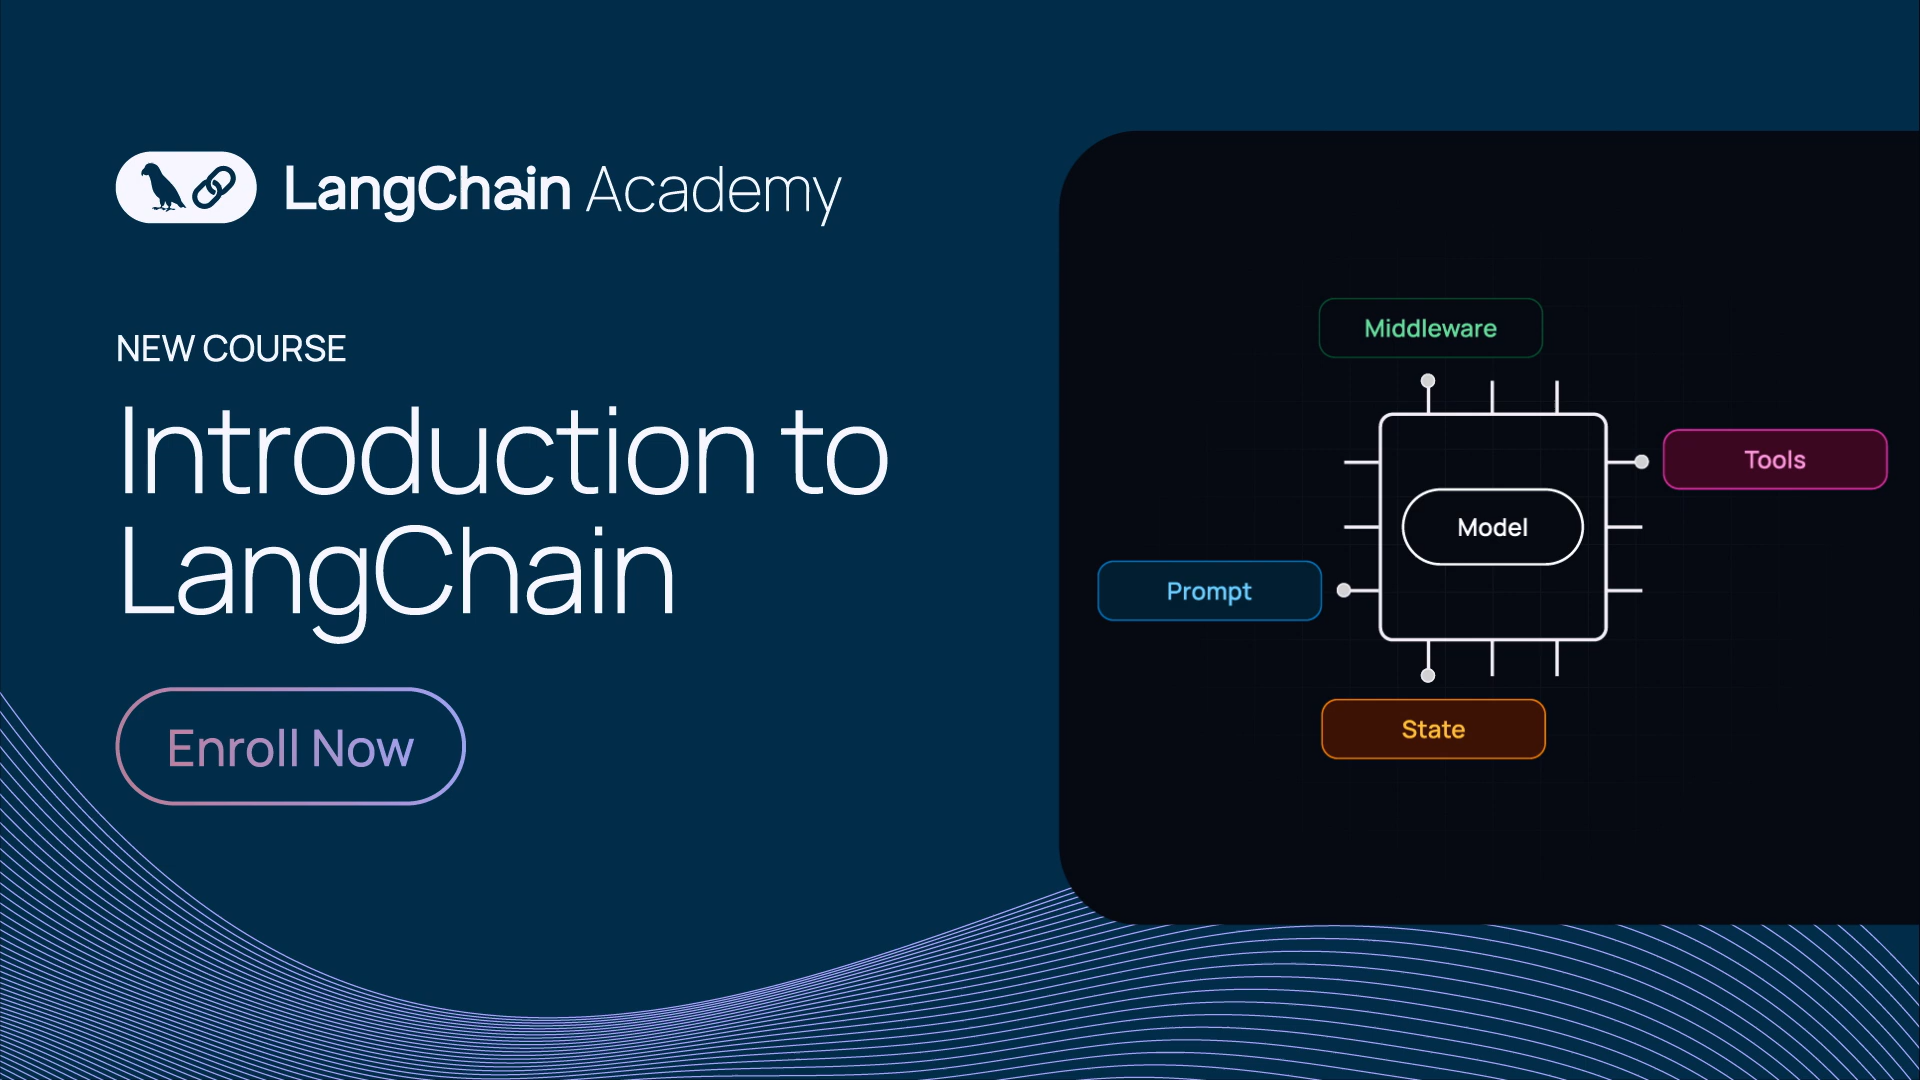 LangChain Academy
NEW COURSE
Introduction to
LangChain
Enroll Now
Middleware
Tools
Model
Prompt
State